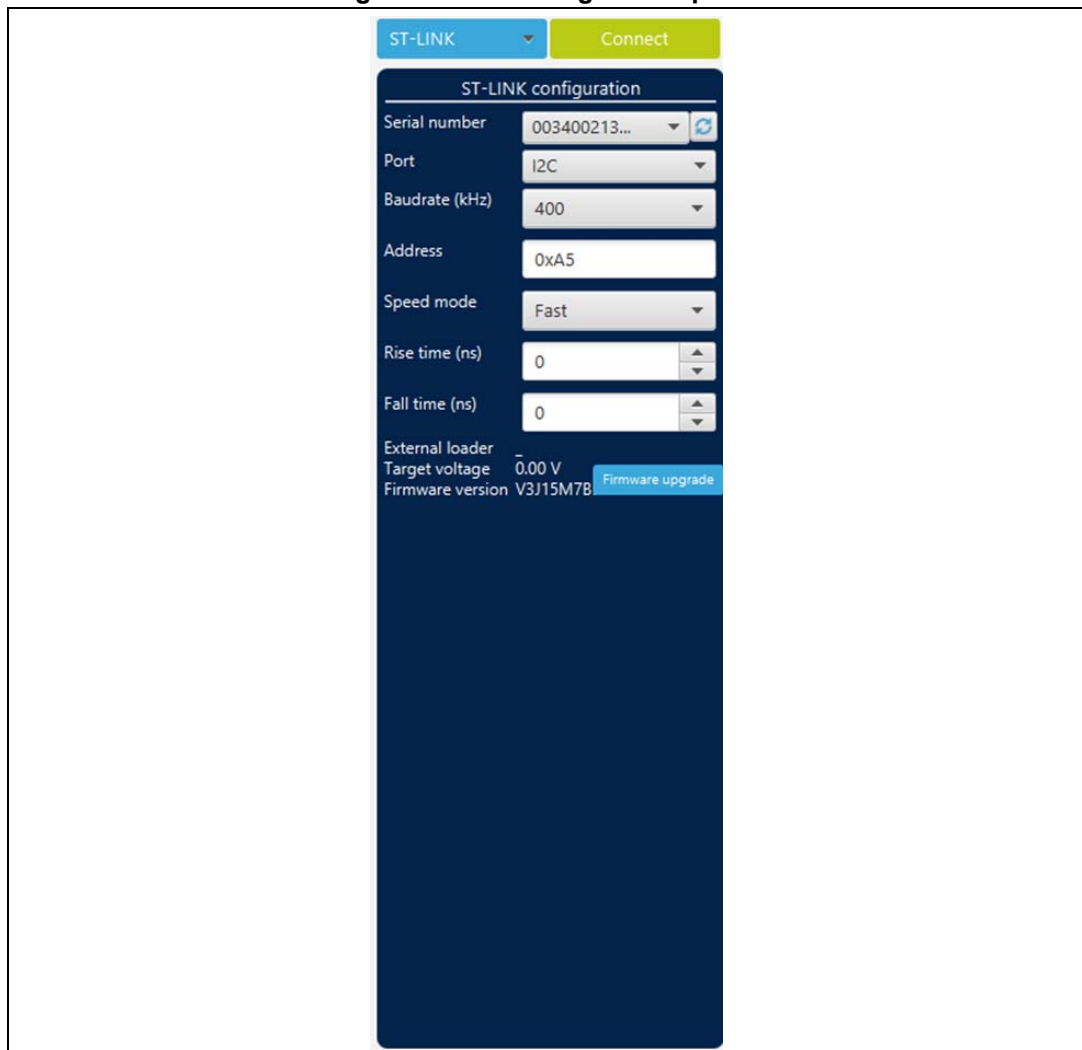 ST-LINK Connect
ST-LINK configuration
Serial number 003400213...
Port I2C
Baudrate (kHz) 400
Address 0xA5
Speed mode Fast
Rise time (ns) 0
Fall time (ns) 0
External loader _
Target voltage 0.00 V
Firmware version V3J15M7B Firmware upgrade